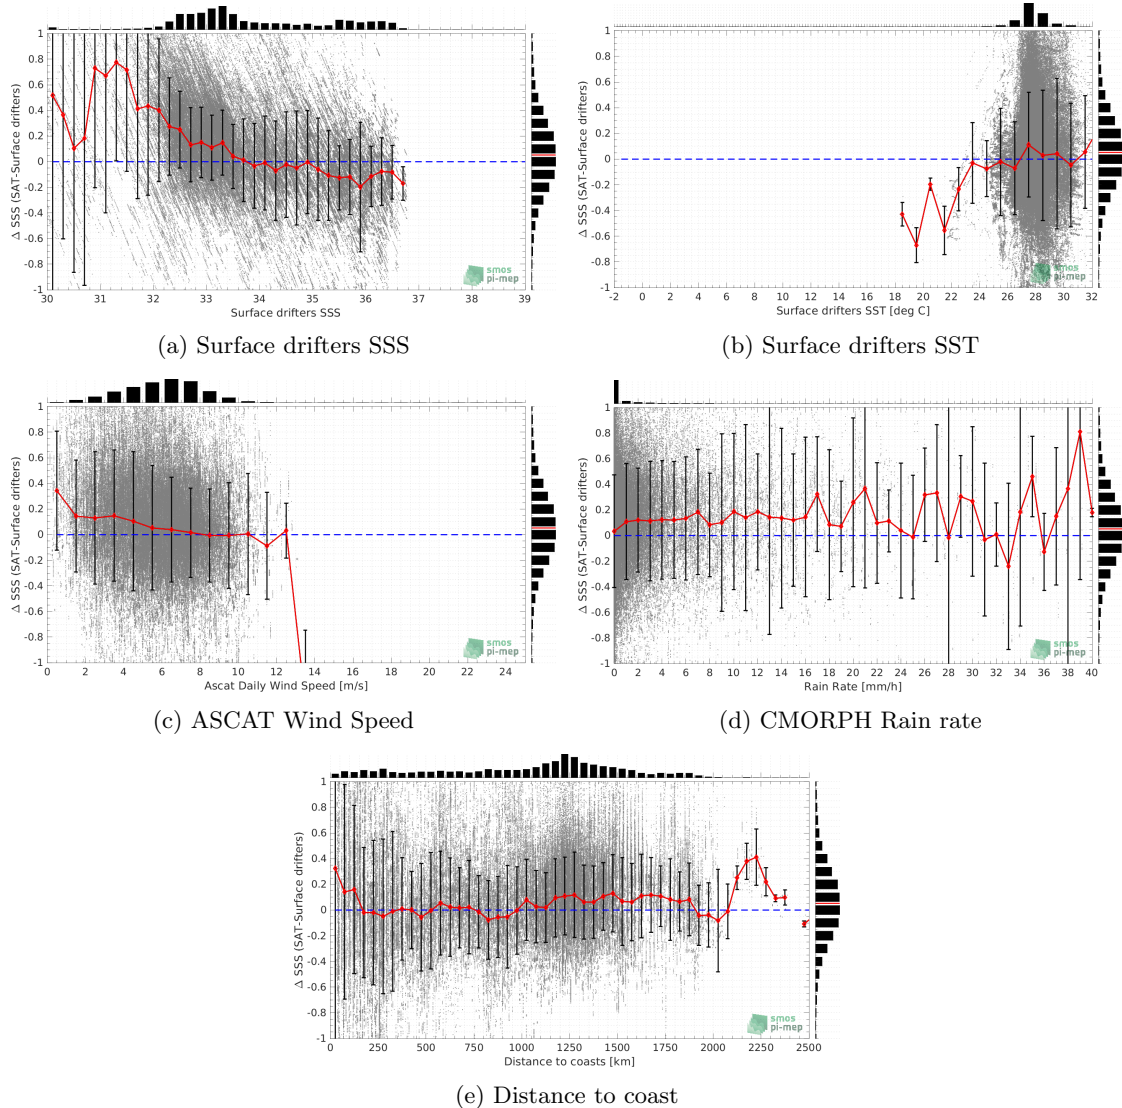 Δ SSS (SAT-Surface drifters)
1
0.8
0.6
0.4
0.2
0
-0.2
-0.4
-0.6
-0.8
-1
30 31 32 33 34 35 36 37 38 39
Surface drifters SSS
smos
pi-mep
(a) Surface drifters SSS
Δ SSS (SAT-Surface drifters)
1
0.8
0.6
0.4
0.2
0
-0.2
-0.4
-0.6
-0.8
-1
-2 0 2 4 6 8 10 12 14 16 18 20 22 24 26 28 30 32
Surface drifters SST [deg C]
smos
pi-mep
(b) Surface drifters SST
Δ SSS (SAT-Surface drifters)
1
0.8
0.6
0.4
0.2
0
-0.2
-0.4
-0.6
-0.8
-1
0 2 4 6 8 10 12 14 16 18 20 22 24
Ascat Daily Wind Speed [m/s]
smos
pi-mep
(c) ASCAT Wind Speed
Δ SSS (SAT-Surface drifters)
1
0.8
0.6
0.4
0.2
0
-0.2
-0.4
-0.6
-0.8
-1
0 2 4 6 8 10 12 14 16 18 20 22 24 26 28 30 32 34 36 38 40
Rain Rate [mm/h]
smos
pi-mep
(d) CMORPH Rain rate
Δ SSS (SAT-Surface drifters)
1
0.8
0.6
0.4
0.2
0
-0.2
-0.4
-0.6
-0.8
-1
0 250 500 750 1000 1250 1500 1750 2000 2250 2500
Distance to coasts [km]
smos
pi-mep
(e) Distance to coast